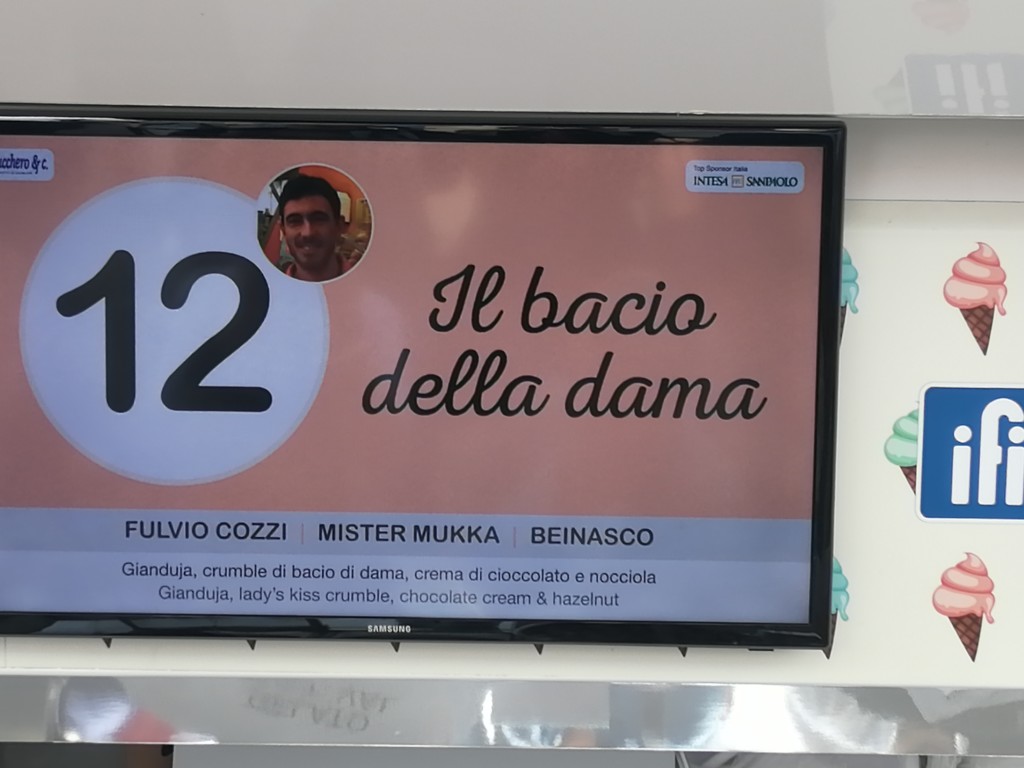 & c.
Top Sponsor Italia
INTESA SANPAOLO
12
Il bacio
della dama
FULVIO COZZI | MISTER MUKKA | BEINASCO
Gianduja, crumble di bacio di dama, crema di cioccolato e nocciola
Gianduja, lady's kiss crumble, chocolate cream & hazelnut
SAMSUNG
ifi